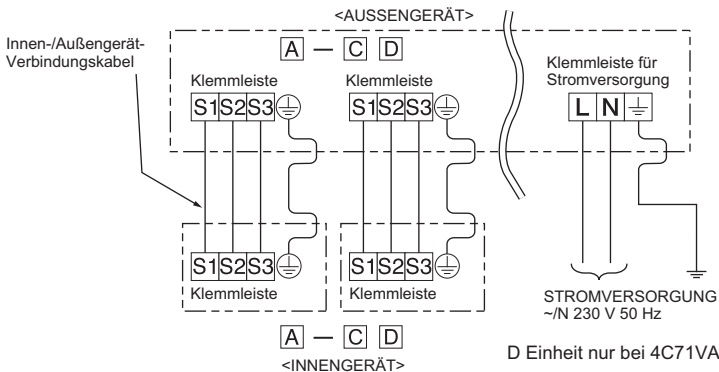 <AUSSENGERÄT>
Innen-/Außengerät-
Verbindungskabel
A — C D
Klemmleiste
Klemmleiste
Klemmleiste für
Stromversorgung
S1 S2 S3
S1 S2 S3
L N
S1 S2 S3
S1 S2 S3
Klemmleiste
Klemmleiste
STROMVERSORGUNG
~/N 230 V 50 Hz
A — C D
<INNENGERÄT>
D Einheit nur bei 4C71VA